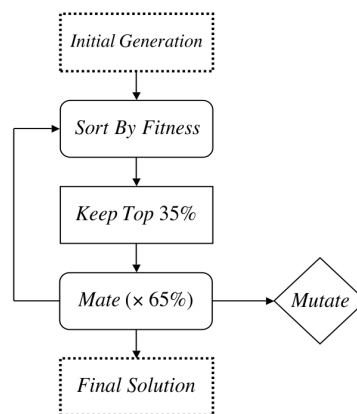 Initial Generation
Sort By Fitness
Keep Top 35%
Mate (× 65%)
Mutate
Final Solution